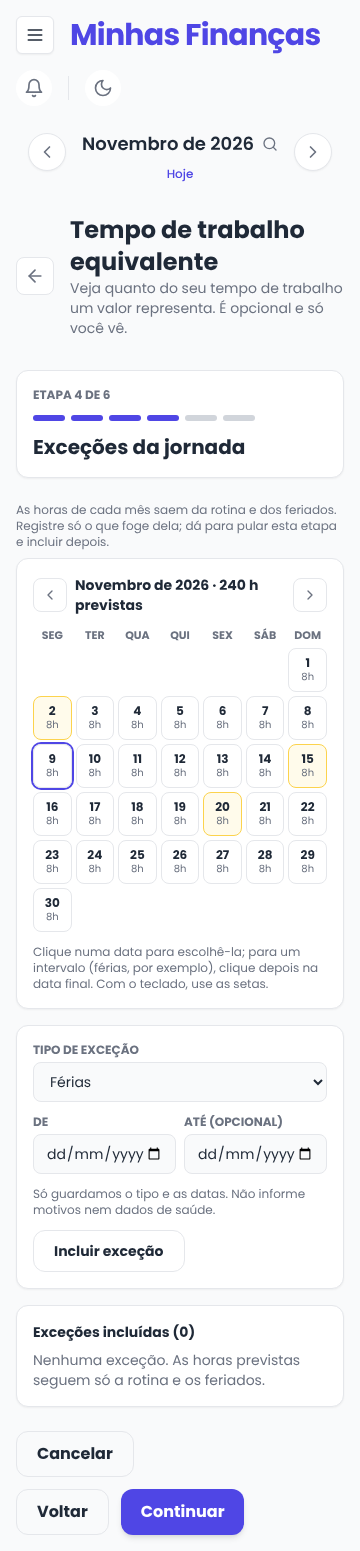 Minhas Finanças
Novembro de 2026
Hoje
Tempo de trabalho
equivalente
Veja quanto do seu tempo de trabalho
um valor representa. É opcional e só
você vê.
ETAPA 4 DE 6
Exceções da jornada
As horas de cada mês saem da rotina e dos feriados.
Registre só o que foge dela; dá para pular esta etapa
e incluir depois.
Novembro de 2026 · 240 h
previstas
SEG TER QUA QUI SEX SÁB DOM
1
8h
2 3 4 5 6 7 8
8h 8h 8h 8h 8h 8h 8h
9 10 11 12 13 14 15
8h 8h 8h 8h 8h 8h 8h
16 17 18 19 20 21 22
8h 8h 8h 8h 8h 8h 8h
23 24 25 26 27 28 29
8h 8h 8h 8h 8h 8h 8h
30
8h
Clique numa data para escolhê-la; para um
intervalo (férias, por exemplo), clique depois na
data final. Com o teclado, use as setas.
TIPO DE EXCEÇÃO
Férias
DE ATÉ (OPCIONAL)
dd/mm/yyyy dd/mm/yyyy
Só guardamos o tipo e as datas. Não informe
motivos nem dados de saúde.
Incluir exceção
Exceções incluídas (0)
Nenhuma exceção. As horas previstas
seguem só a rotina e os feriados.
Cancelar
Voltar Continuar